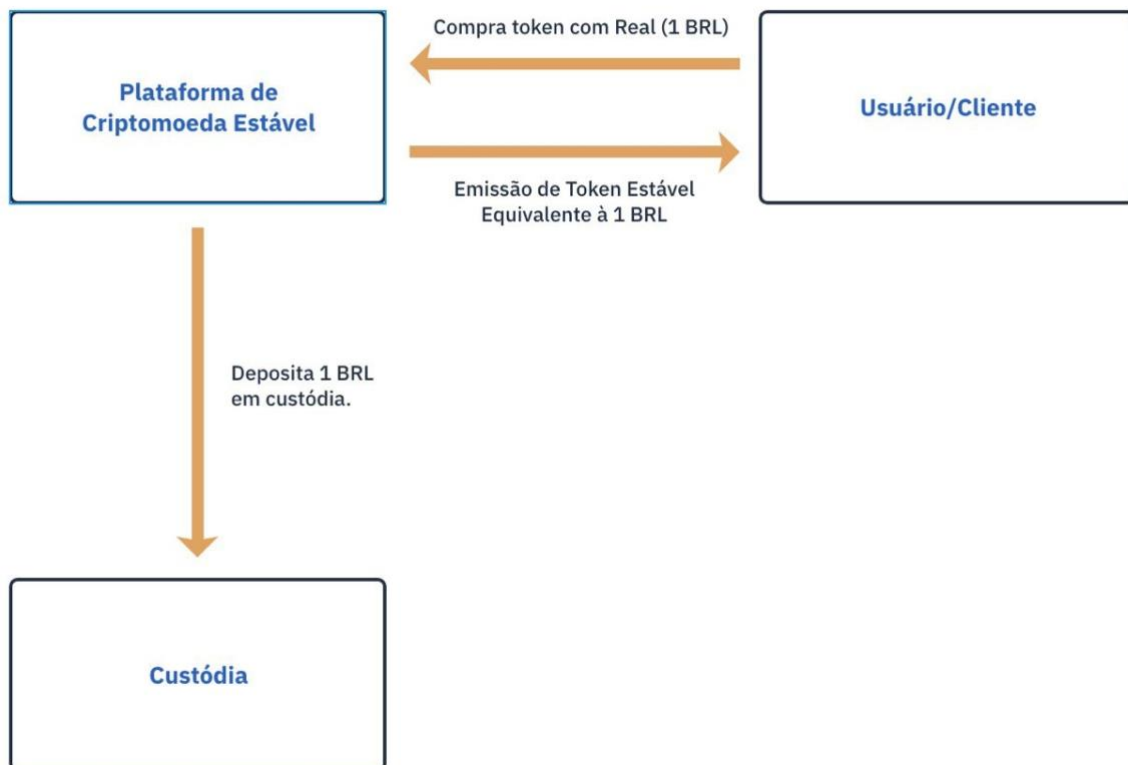 Compra token com Real (1 BRL)
Plataforma de
Criptomoeda Estável
Usuário/Cliente
Emissão de Token Estável
Equivalente à 1 BRL
Deposita 1 BRL
em custódia.
Custódia